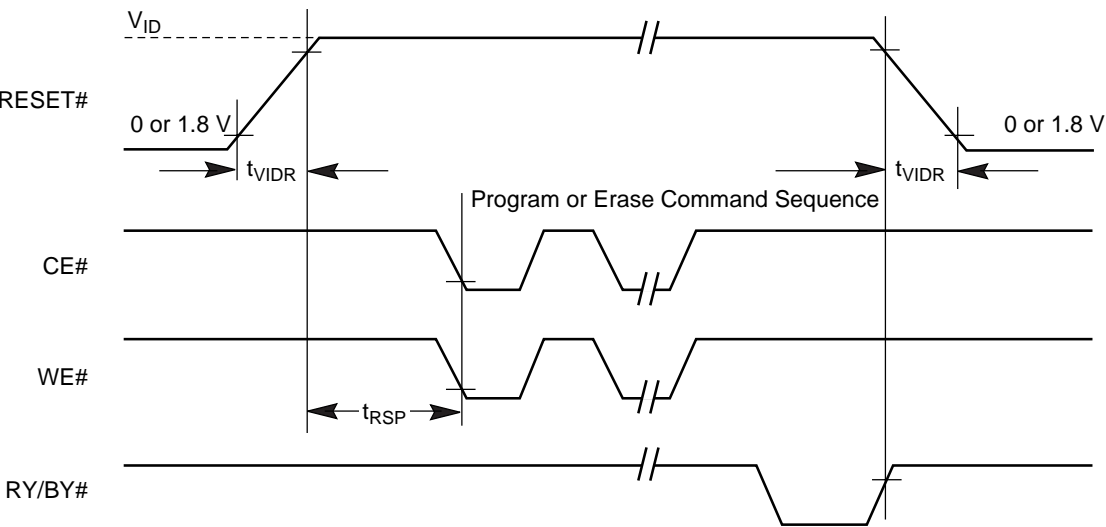 V_ID
RESET#
0 or 1.8 V
0 or 1.8 V
t_VIDR
t_VIDR
Program or Erase Command Sequence
CE#
WE#
t_RSP
RY/BY#